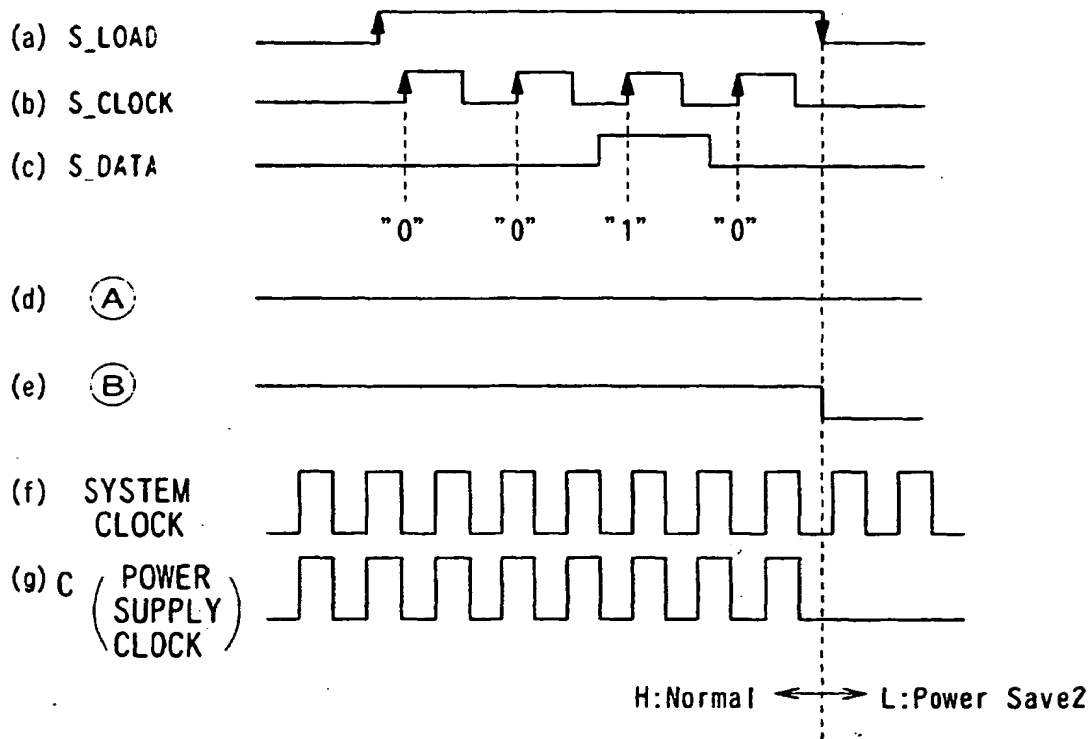 (a) S_LOAD
(b) S_CLOCK
(c) S_DATA
"0" "0" "1" "0"
(d) A
(e) B
(f) SYSTEM
CLOCK
(g) C (POWER
SUPPLY
CLOCK)
H:Normal L:Power Save2